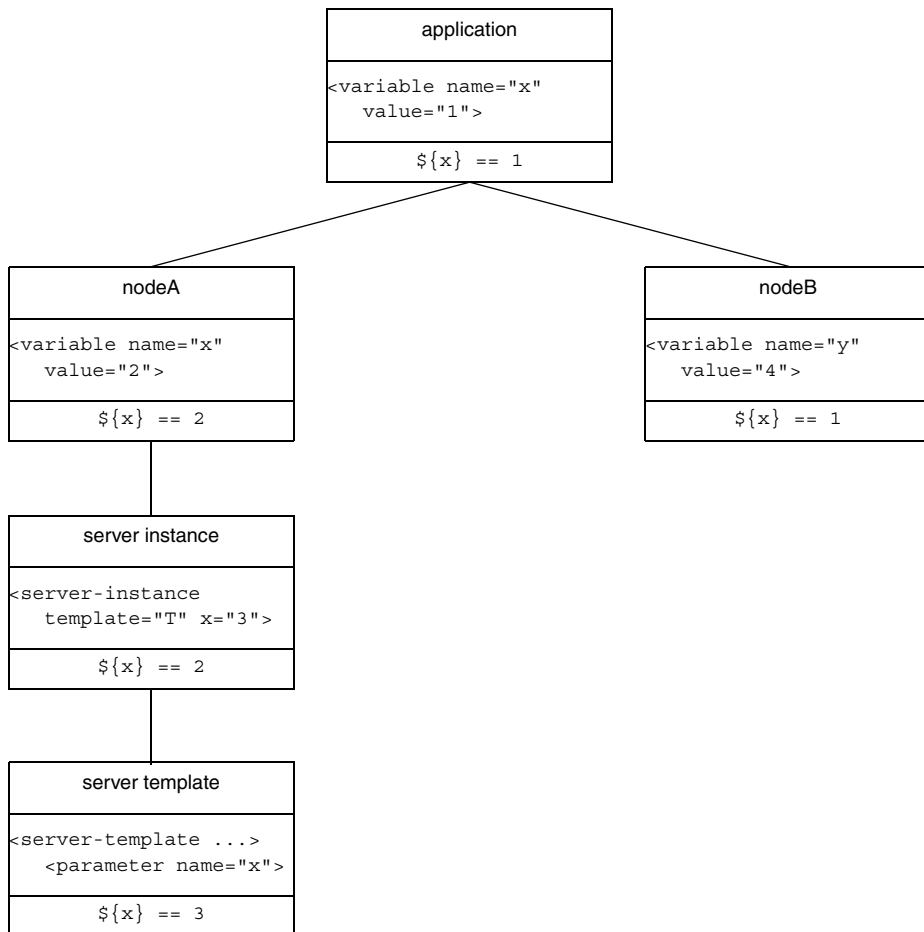 application
<variable name="x"
value="1">
${x} == 1
nodeA
<variable name="x"
value="2">
${x} == 2
nodeB
<variable name="y"
value="4">
${x} == 1
server instance
<server-instance
template="T" x="3">
${x} == 2
server template
<server-template ...>
<parameter name="x">
${x} == 3